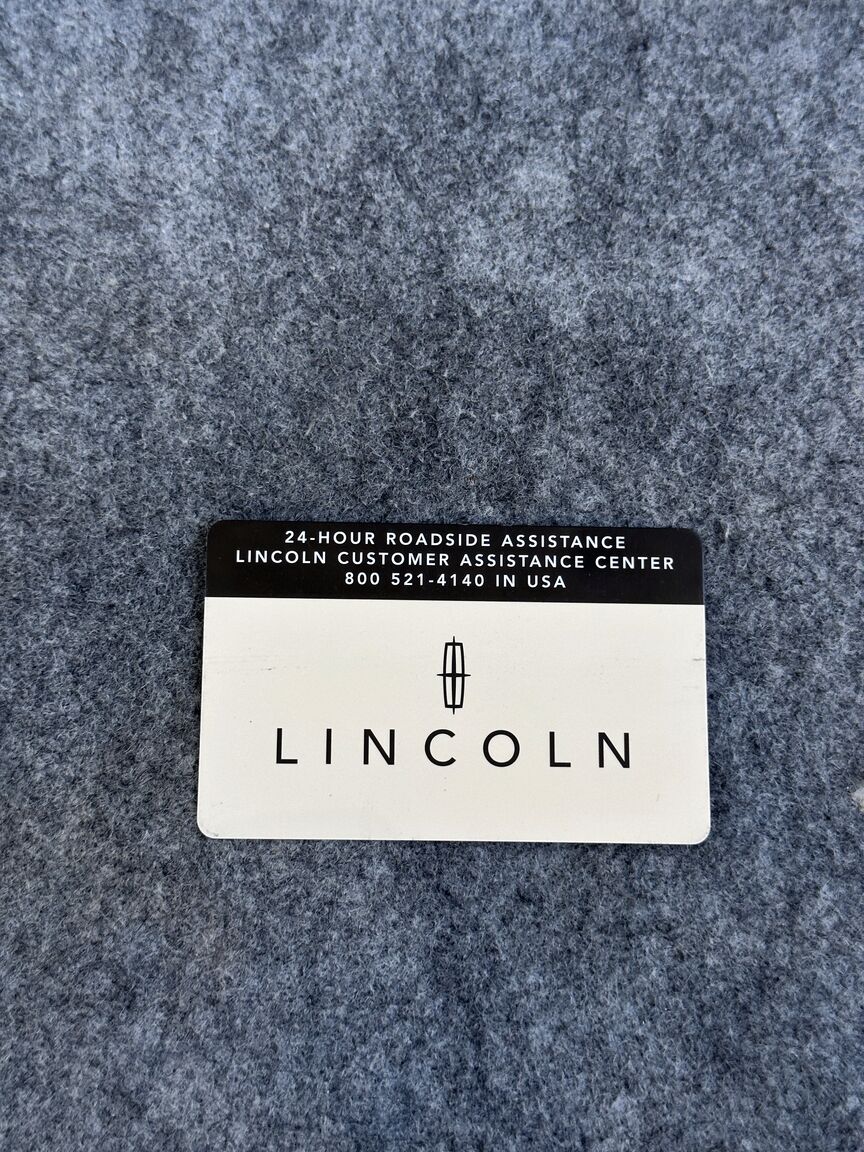 24-HOUR ROADSIDE ASSISTANCE
LINCOLN CUSTOMER ASSISTANCE CENTER
800 521-4140 IN USA
LINCOLN